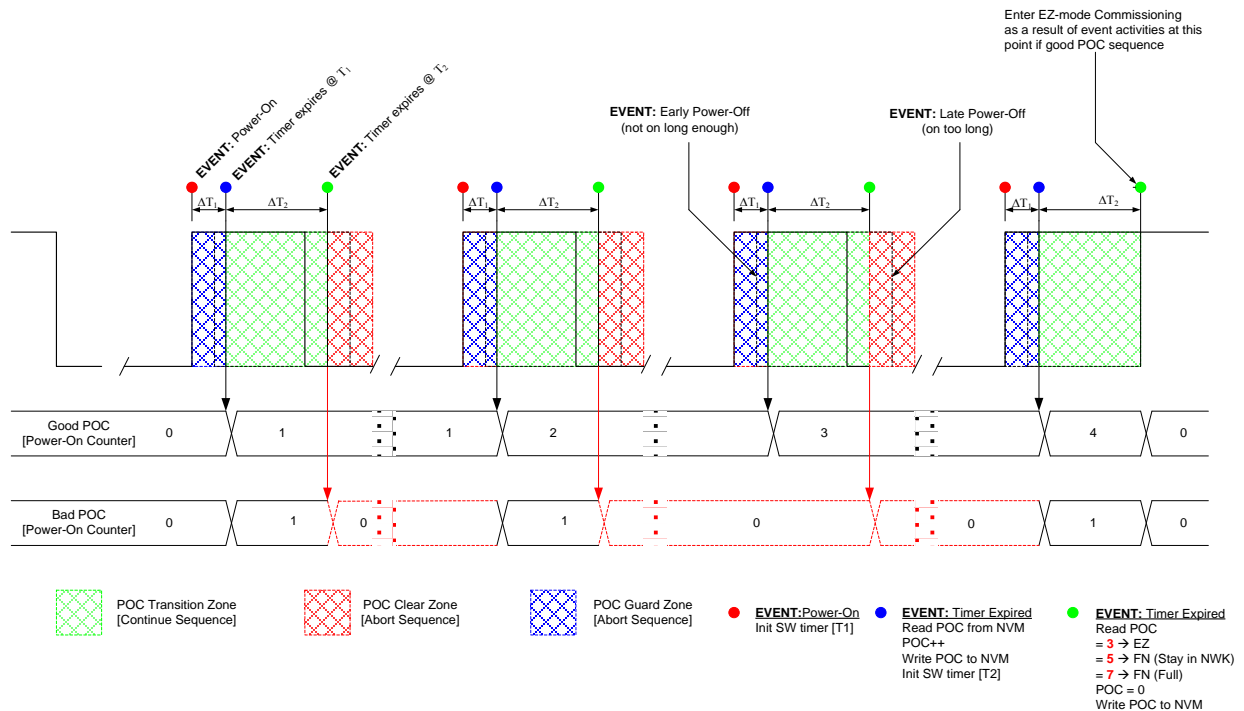 Enter EZ-mode Commissioning
as a result of event activities at this
point if good POC sequence
EVENT: Power-On
EVENT: Timer expires @ T1
EVENT: Timer expires @ T2
EVENT: Early Power-Off
(not on long enough)
EVENT: Late Power-Off
(on too long)
ΔT1 ΔT2 ΔT1 ΔT2 ΔT1 ΔT2 ΔT1 ΔT2
Good POC
[Power-On Counter]
0 1 1 2 3 4 0
Bad POC
[Power-On Counter]
0 1 0 1 0 0 1 0
POC Transition Zone
[Continue Sequence]
POC Clear Zone
[Abort Sequence]
POC Guard Zone
[Abort Sequence]
EVENT:Power-On
Init SW timer [T1]
EVENT: Timer Expired
Read POC from NVM
POC++
Write POC to NVM
Init SW timer [T2]
EVENT: Timer Expired
Read POC
= 3 → EZ
= 5 → FN (Stay in NWK)
= 7 → FN (Full)
POC = 0
Write POC to NVM